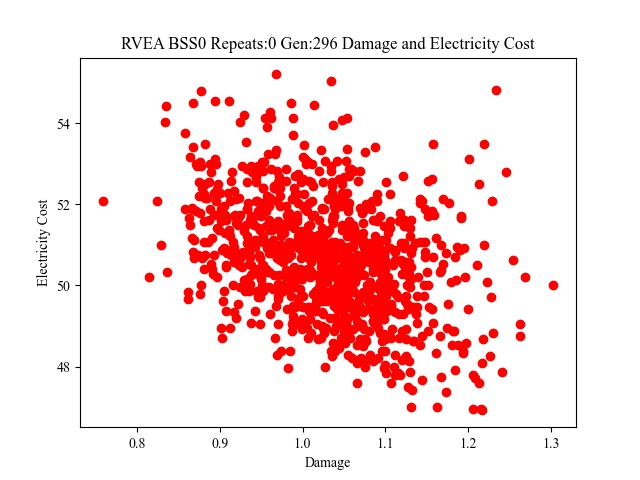 RVEA BSS0 Repeats:0 Gen:296 Damage and Electricity Cost
54
52
50
48
Electricity Cost
0.8 0.9 1.0 1.1 1.2 1.3
Damage